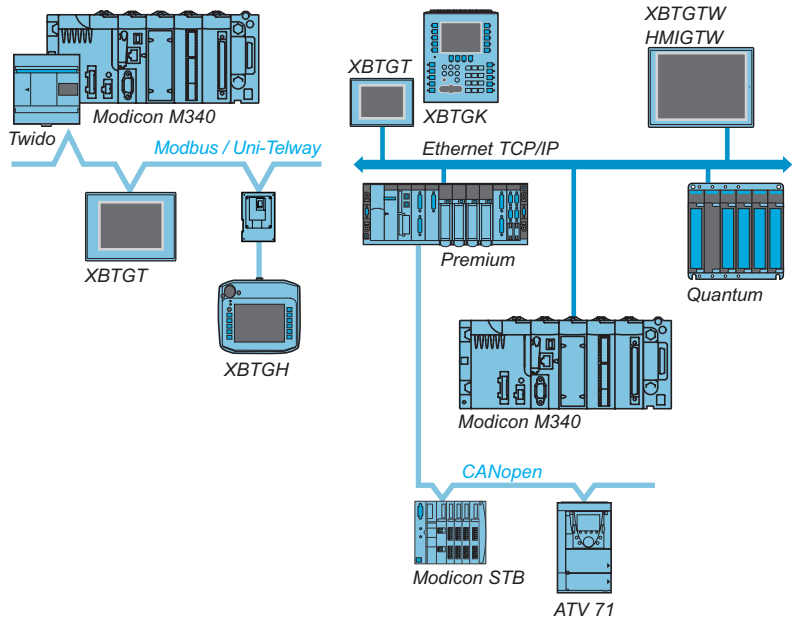 XBTGTW
HMIGTW
XBTGT
XBTGK
Modicon M340
Twido
Modbus / Uni-Telway
Ethernet TCP/IP
XBTGT
XBTGH
Premium
Quantum
Modicon M340
CANopen
Modicon STB
ATV 71